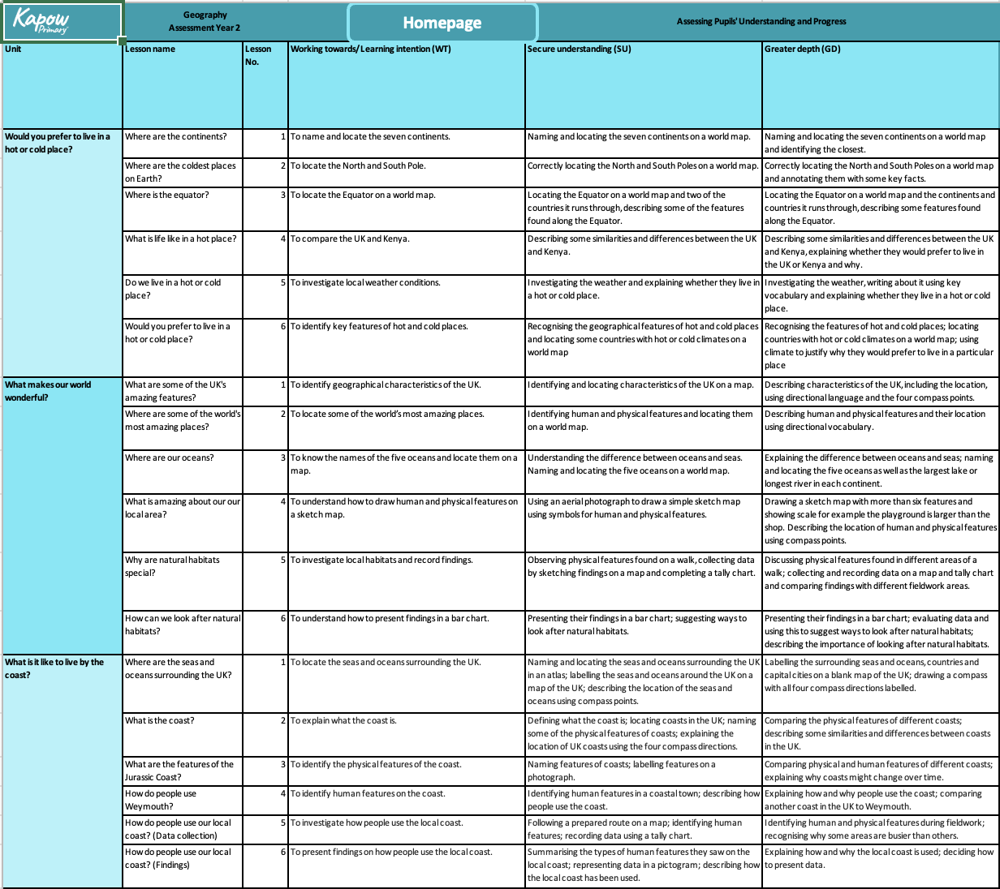 Kapow
Primary
Geography
Assessment Year 2
Homepage
Assessing Pupils' Understanding and Progress
Unit
Lesson name
Lesson
No.
Working towards/ Learning intention (WT)
Secure understanding (SU)
Greater depth (GD)
Would you prefer to live in a
hot or cold place?
Where are the continents?
1
To name and locate the seven continents.
Naming and locating the seven continents on a world map.
Naming and locating the seven continents on a world map
and identifying the closest.
Where are the coldest places
on Earth?
2
To locate the North and South Pole.
Correctly locating the North and South Poles on a world map.
Correctly locating the North and South Poles on a world map
and annotating them with some key facts.
Where is the equator?
3
To locate the Equator on a world map.
Locating the Equator on a world map and two of the
countries it runs through, describing some of the features
found along the Equator.
Locating the Equator on a world map and the continents and
countries it runs through, describing some features found
along the Equator.
What is life like in a hot place?
4
To compare the UK and Kenya.
Describing some similarities and differences between the UK
and Kenya.
Describing some similarities and differences between the UK
and Kenya, explaining whether they would prefer to live in
the UK or Kenya and why.
Do we live in a hot or cold
place?
5
To investigate local weather conditions.
Investigating the weather and explaining whether they live in
a hot or cold place.
Investigating the weather, writing about it using key
vocabulary and explaining whether they live in a hot or cold
place.
Would you prefer to live in a
hot or cold place?
6
To identify key features of hot and cold places.
Recognising the geographical features of hot and cold places
and locating some countries with hot or cold climates on a
world map
Recognising the features of hot and cold places; locating
countries with hot or cold climates on a world map; using
climate to justify why they would prefer to live in a particular
place
What makes our world
wonderful?
What are some of the UK's
amazing features?
1
To identify geographical characteristics of the UK.
Identifying and locating characteristics of the UK on a map.
Describing characteristics of the UK, including the location,
using directional language and the four compass points.
Where are some of the world's
most amazing places?
2
To locate some of the world's most amazing places.
Identifying human and physical features and locating them
on a world map.
Describing human and physical features and their location
using directional vocabulary.
Where are our oceans?
3
To know the names of the five oceans and locate them on a
map.
Understanding the difference between oceans and seas.
Naming and locating the five oceans on a world map.
Explaining the difference between oceans and seas; naming
and locating the five oceans as well as the largest lake or
longest river in each continent.
What is amazing about our our
local area?
4
To understand how to draw human and physical features on
a sketch map.
Using an aerial photograph to draw a simple sketch map
using symbols for human and physical features.
Drawing a sketch map with more than six features and
showing scale for example the playground is larger than the
shop. Describing the location of human and physical features
using compass points.
Why are natural habitats
special?
5
To investigate local habitats and record findings.
Observing physical features found on a walk, collecting data
by sketching findings on a map and completing a tally chart.
Discussing physical features found in different areas of a
walk; collecting and recording data on a map and tally chart
and comparing findings with different fieldwork areas.
How can we look after natural
habitats?
6
To understand how to present findings in a bar chart.
Presenting their findings in a bar chart; suggesting ways to
look after natural habitats.
Presenting their findings in a bar chart; evaluating data and
using this to suggest ways to look after natural habitats;
describing the importance of looking after natural habitats.
What is it like to live by the
coast?
Where are the seas and
oceans surrounding the UK?
1
To locate the seas and oceans surrounding the UK.
Naming and locating the seas and oceans surrounding the UK
in an atlas; labelling the seas and oceans around the UK on a
map of the UK; describing the location of the seas and
oceans using compass points.
Labelling the surrounding seas and oceans, countries and
capital cities on a blank map of the UK; drawing a compass
with all four compass directions labelled.
What is the coast?
2
To explain what the coast is.
Defining what the coast is; locating coasts in the UK; naming
some of the physical features of coasts; explaining the
location of UK coasts using the four compass directions.
Comparing the physical features of different coasts;
describing some similarities and differences between coasts
in the UK.
What are the features of the
Jurassic Coast?
3
To identify the physical features of the coast.
Naming features of coasts; labelling features on a
photograph.
Comparing physical and human features of different coasts;
explaining why coasts might change over time.
How do people use
Weymouth?
4
To identify human features on the coast.
Identifying human features in a coastal town; describing how
people use the coast.
Explaining how and why people use the coast; comparing
another coast in the UK to Weymouth.
How do people use our local
coast? (Data collection)
5
To investigate how people use the local coast.
Following a prepared route on a map; identifying human
features; recording data using a tally chart.
Identifying human and physical features during fieldwork;
recognising why some areas are busier than others.
How do people use our local
coast? (Findings)
6
To present findings on how people use the local coast.
Summarising the types of human features they saw on the
local coast; representing data in a pictogram; describing how
the local coast has been used.
Explaining how and why the local coast is used; deciding how
to present data.